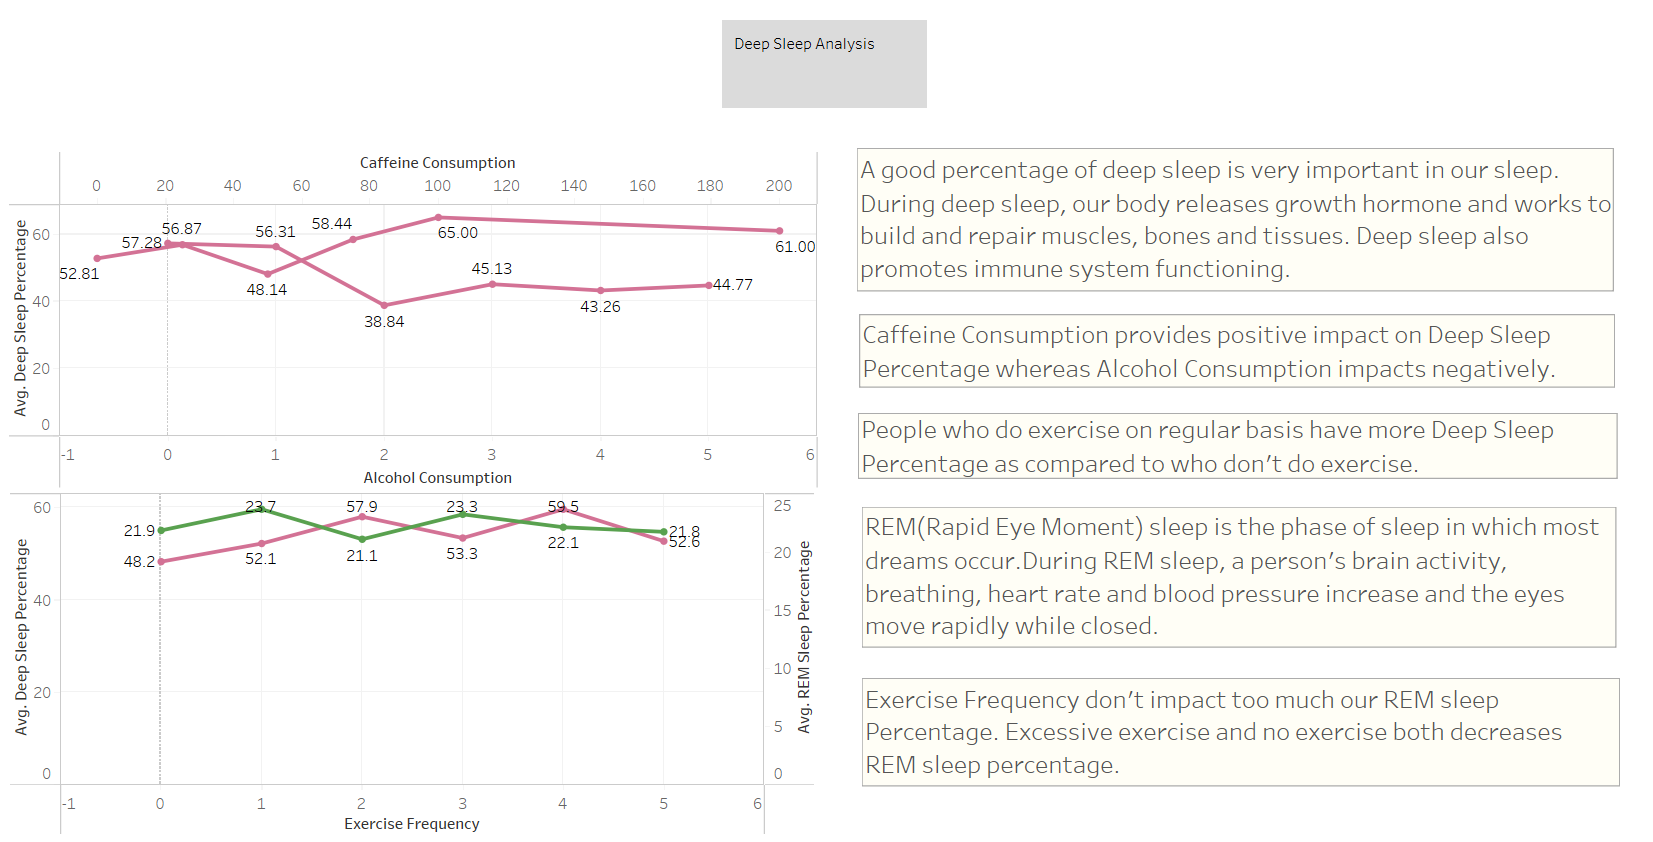 Deep Sleep Analysis
Caffeine Consumption
0 20 40 60 80 100 120 140 160 180 200
Avg. Deep Sleep Percentage
60
40
20
0
52.81
57.28
56.87
48.14
56.31
58.44
38.84
65.00
45.13
43.26
44.77
61.00
-1 0 1 2 3 4 5 6
Alcohol Consumption
Avg. Deep Sleep Percentage
60
40
20
0
21.9
48.2
23.7
52.1
57.9
21.1
23.3
53.3
59.5
22.1
21.8
52.6
25
20
15
10
5
0
Avg. REM Sleep Percentage
-1 0 1 2 3 4 5 6
Exercise Frequency
A good percentage of deep sleep is very important in our sleep.
During deep sleep, our body releases growth hormone and works to
build and repair muscles, bones and tissues. Deep sleep also
promotes immune system functioning.
Caffeine Consumption provides positive impact on Deep Sleep
Percentage whereas Alcohol Consumption impacts negatively.
People who do exercise on regular basis have more Deep Sleep
Percentage as compared to who don't do exercise.
REM(Rapid Eye Moment) sleep is the phase of sleep in which most
dreams occur.During REM sleep, a person's brain activity,
breathing, heart rate and blood pressure increase and the eyes
move rapidly while closed.
Exercise Frequency don't impact too much our REM sleep
Percentage. Excessive exercise and no exercise both decreases
REM sleep percentage.